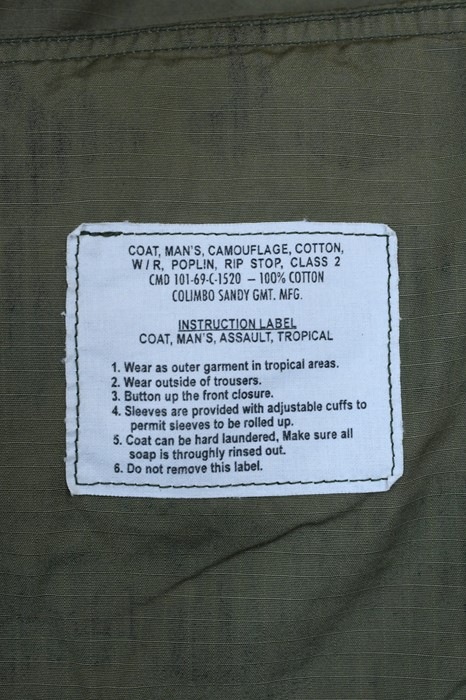 COAT, MAN'S, CAMOUFLAGE, COTTON,
W/R, POPLIN, RIP STOP, CLASS 2
CMD 101-69-C-1520 – 100% COTTON
COLIMBO SANDY GMT. MFG.
INSTRUCTION LABEL
COAT, MAN'S, ASSAULT, TROPICAL
1. Wear as outer garment in tropical areas.
2. Wear outside of trousers.
3. Button up the front closure.
4. Sleeves are provided with adjustable cuffs to
permit sleeves to be rolled up.
5. Coat can be hard laundered, Make sure all
soap is throughly rinsed out.
6. Do not remove this label.